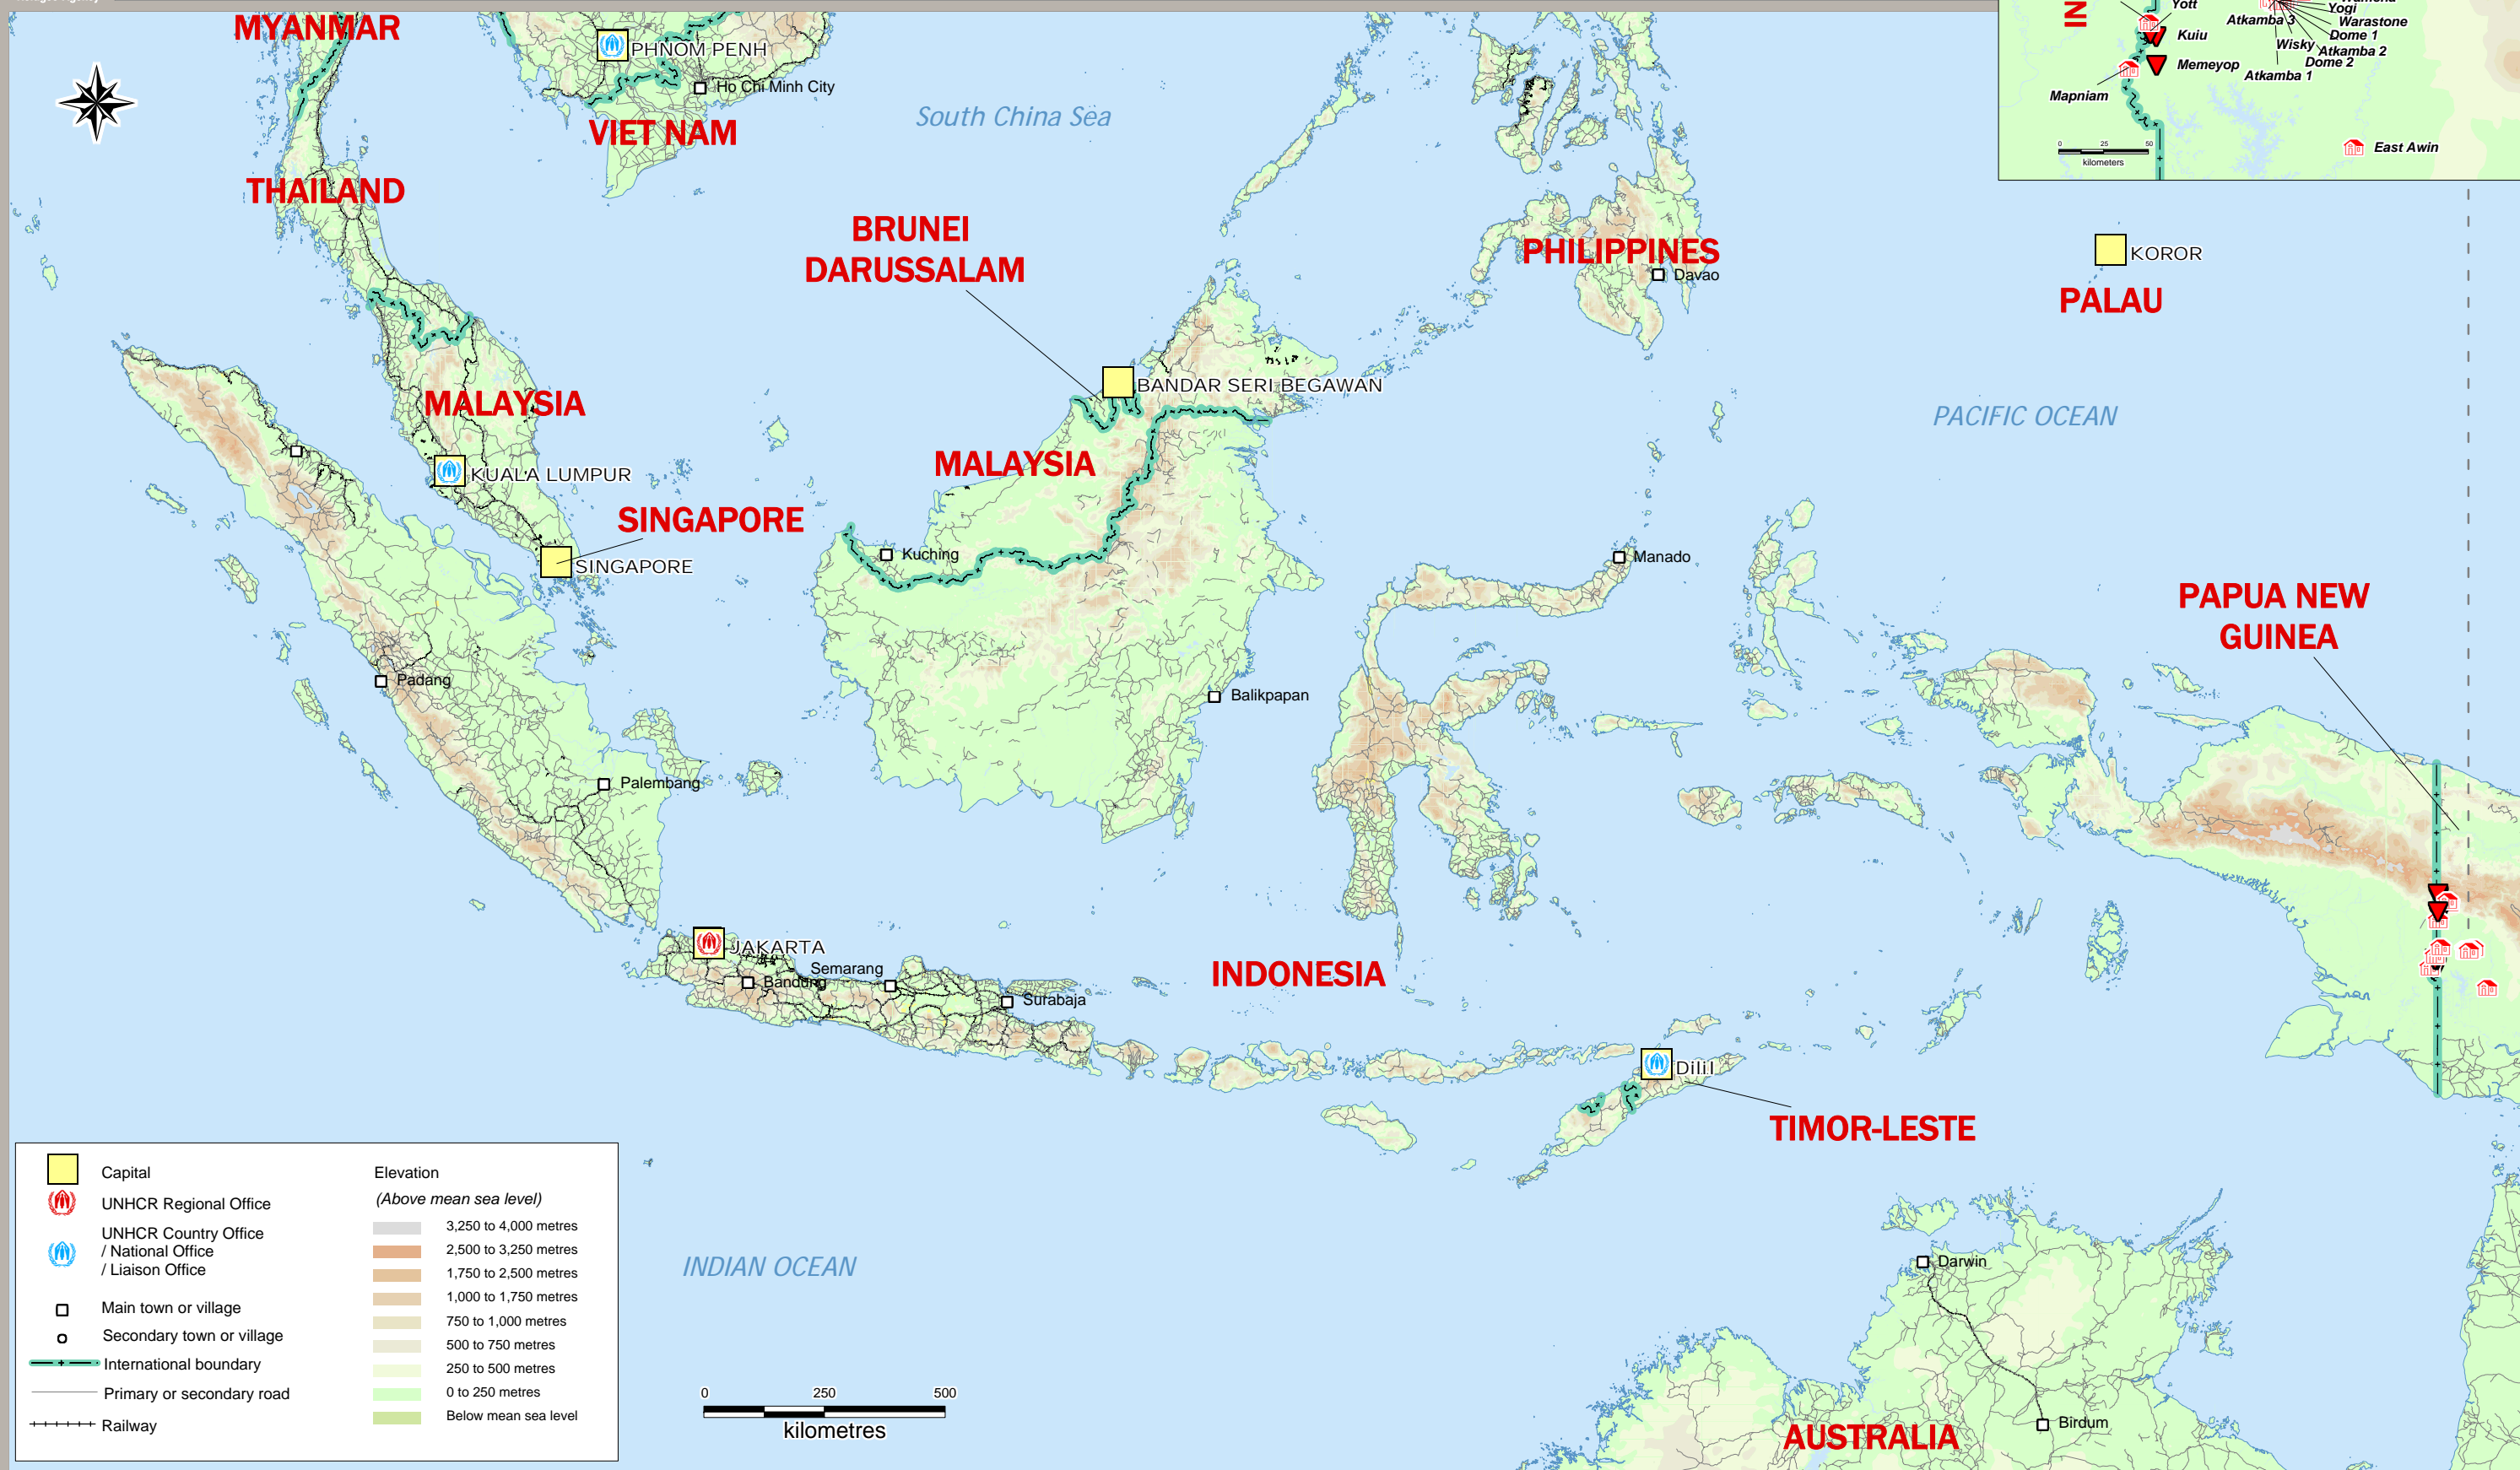 MYANMAR
PHNOM PENH
Ho Chi Minh City
VIET NAM
South China Sea
THAILAND
BRUNEI
DARUSSALAM
PHILIPPINES
Davao
KOROR
PALAU
IN
Yott
Kuiu
Memeyop
Mapniam
Atkamba 3
Yogi
Warastone
Dome 1
Wisky
Atkamba 2
Dome 2
Atkamba 1
East Awin
0 25 50
kilometers
MALAYSIA
BANDAR SERI BEGAWAN
PACIFIC OCEAN
MALAYSIA
KUALA LUMPUR
SINGAPORE
SINGAPORE
Kuching
Manado
PAPUA NEW
GUINEA
Padang
Balikpapan
Palembang
JAKARTA
Semarang
Bandung
Surabaja
INDONESIA
Dili
TIMOR-LESTE
INDIAN OCEAN
Darwin
Birdum
AUSTRALIA
Capital
UNHCR Regional Office
UNHCR Country Office
/ National Office
/ Liaison Office
Main town or village
Secondary town or village
International boundary
Primary or secondary road
Railway
Elevation
(Above mean sea level)
3,250 to 4,000 metres
2,500 to 3,250 metres
1,750 to 2,500 metres
1,000 to 1,750 metres
750 to 1,000 metres
500 to 750 metres
250 to 500 metres
0 to 250 metres
Below mean sea level
0 250 500
kilometres